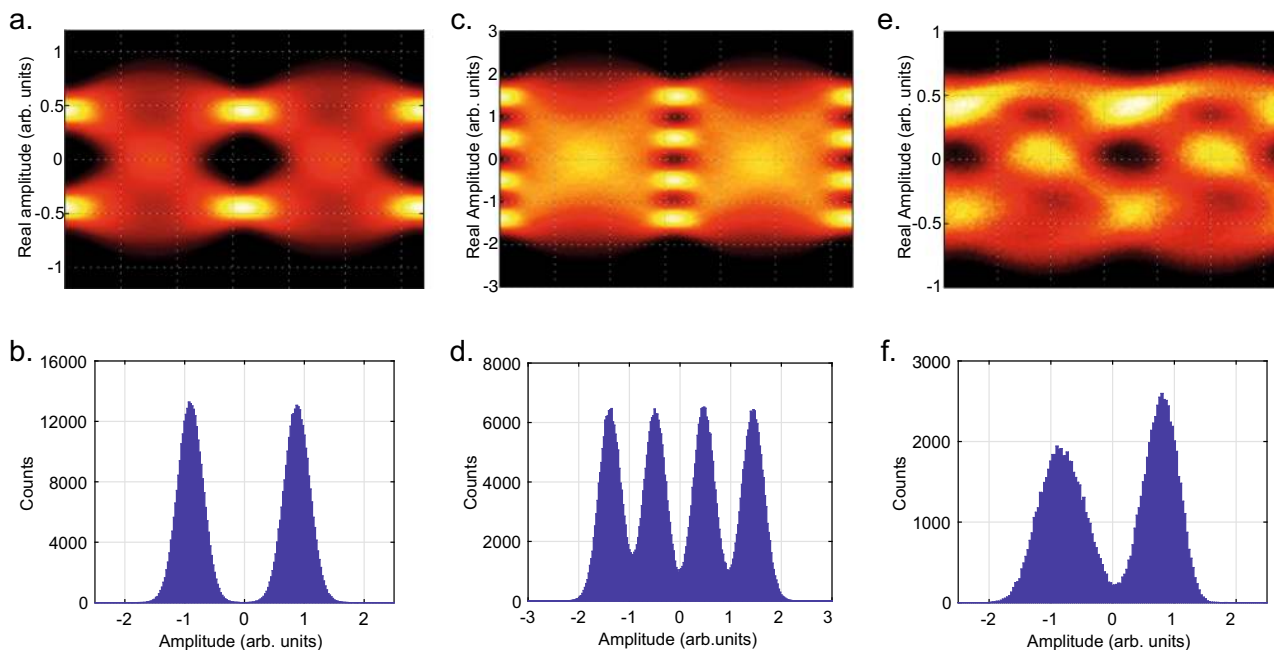 a.
Real amplitude (arb. units)
1
0.5
0
-0.5
-1
c.
Real Amplitude (arb. units)
3
2
1
0
-1
-2
-3
e.
Real Amplitude (arb. units)
1
0.5
0
-0.5
-1
b.
Counts
16000
12000
8000
4000
0
-2 -1 0 1 2
Amplitude (arb. units)
d.
Counts
8000
6000
4000
2000
0
-3 -2 -1 0 1 2 3
Amplitude (arb.units)
f.
Counts
3000
2000
1000
0
-2 -1 0 1 2
Amplitude (arb. units)